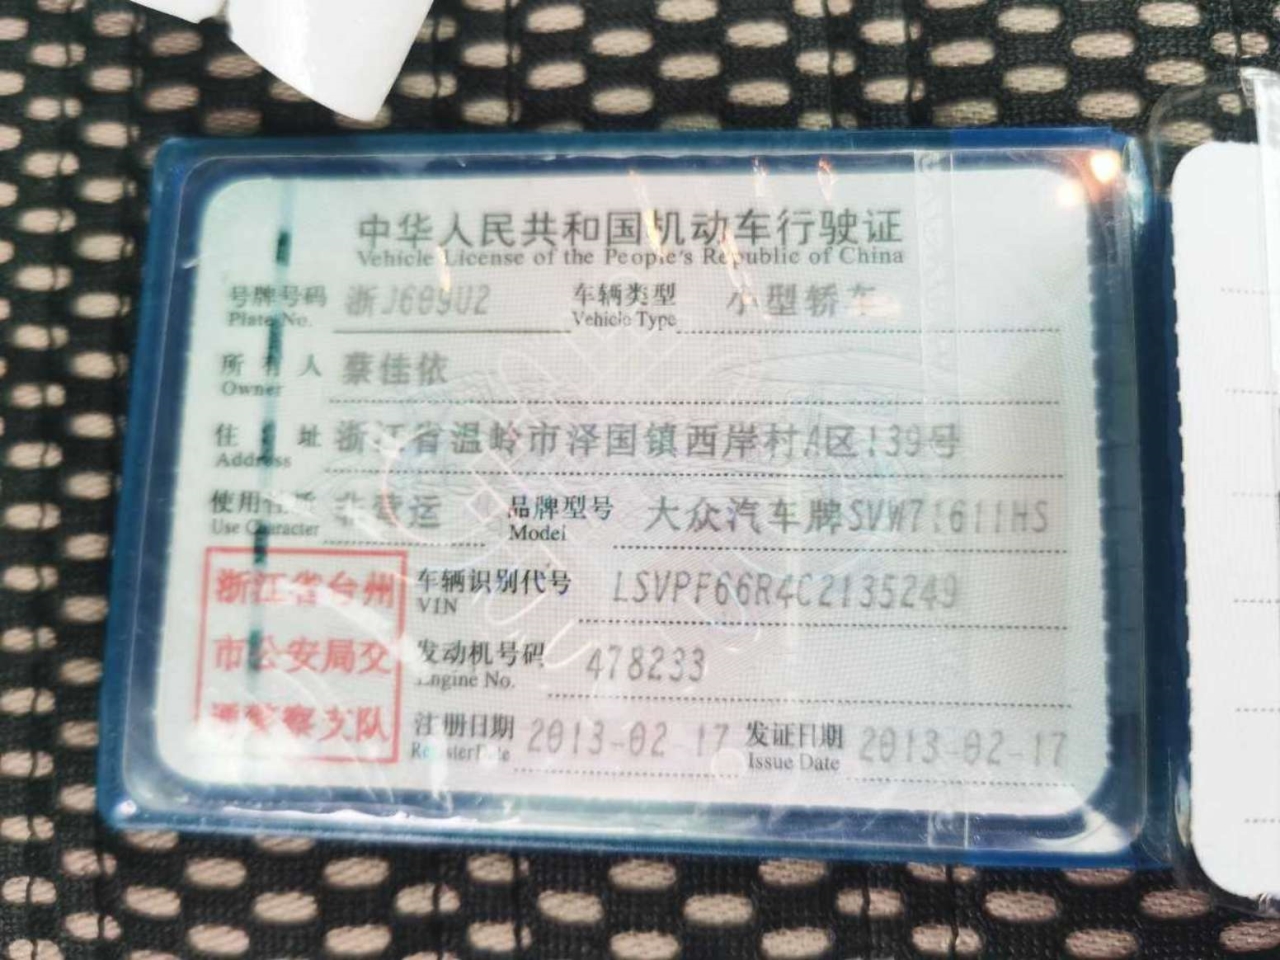 中华人民共和国机动车行驶证
Vehicle License of the People's Republic of China
号牌号码 浙J609U2 车辆类型 小型轿车
Plate No. Vehicle Type
所有人 蔡佳依
Owner
住址 浙江省温岭市泽国镇西岸村A区139号
Address
使用性质 非营运 品牌型号 大众汽车牌SVW71611HS
Use Character Model
浙江省台州
市公安局交
通警察支队
车辆识别代号 LSVPF66R4C2135249
VIN
发动机号码 478233
Engine No.
注册日期 2013-02-17 发证日期 2013-02-17
Register Date Issue Date